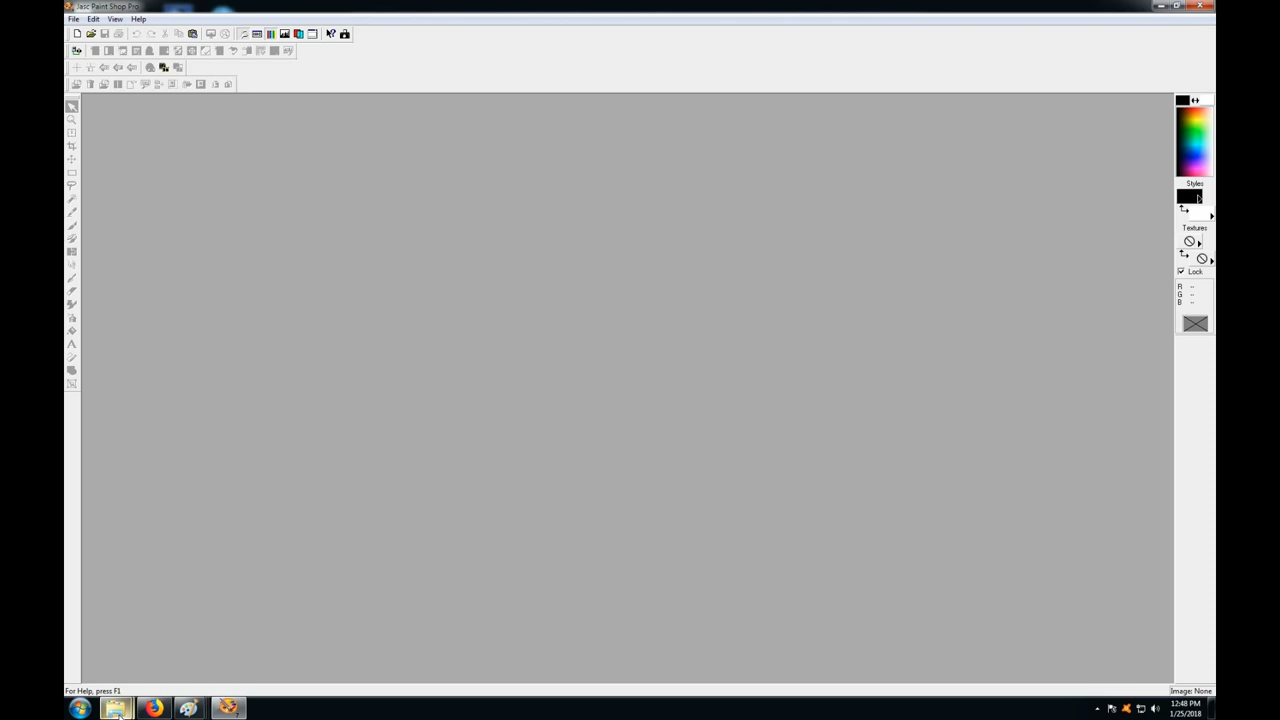 Jasc Paint Shop Pro
File Edit View Help
Styles
Textures
Lock
R --
G --
B --
For Help, press F1
Image: None
12:48 PM
1/25/2018